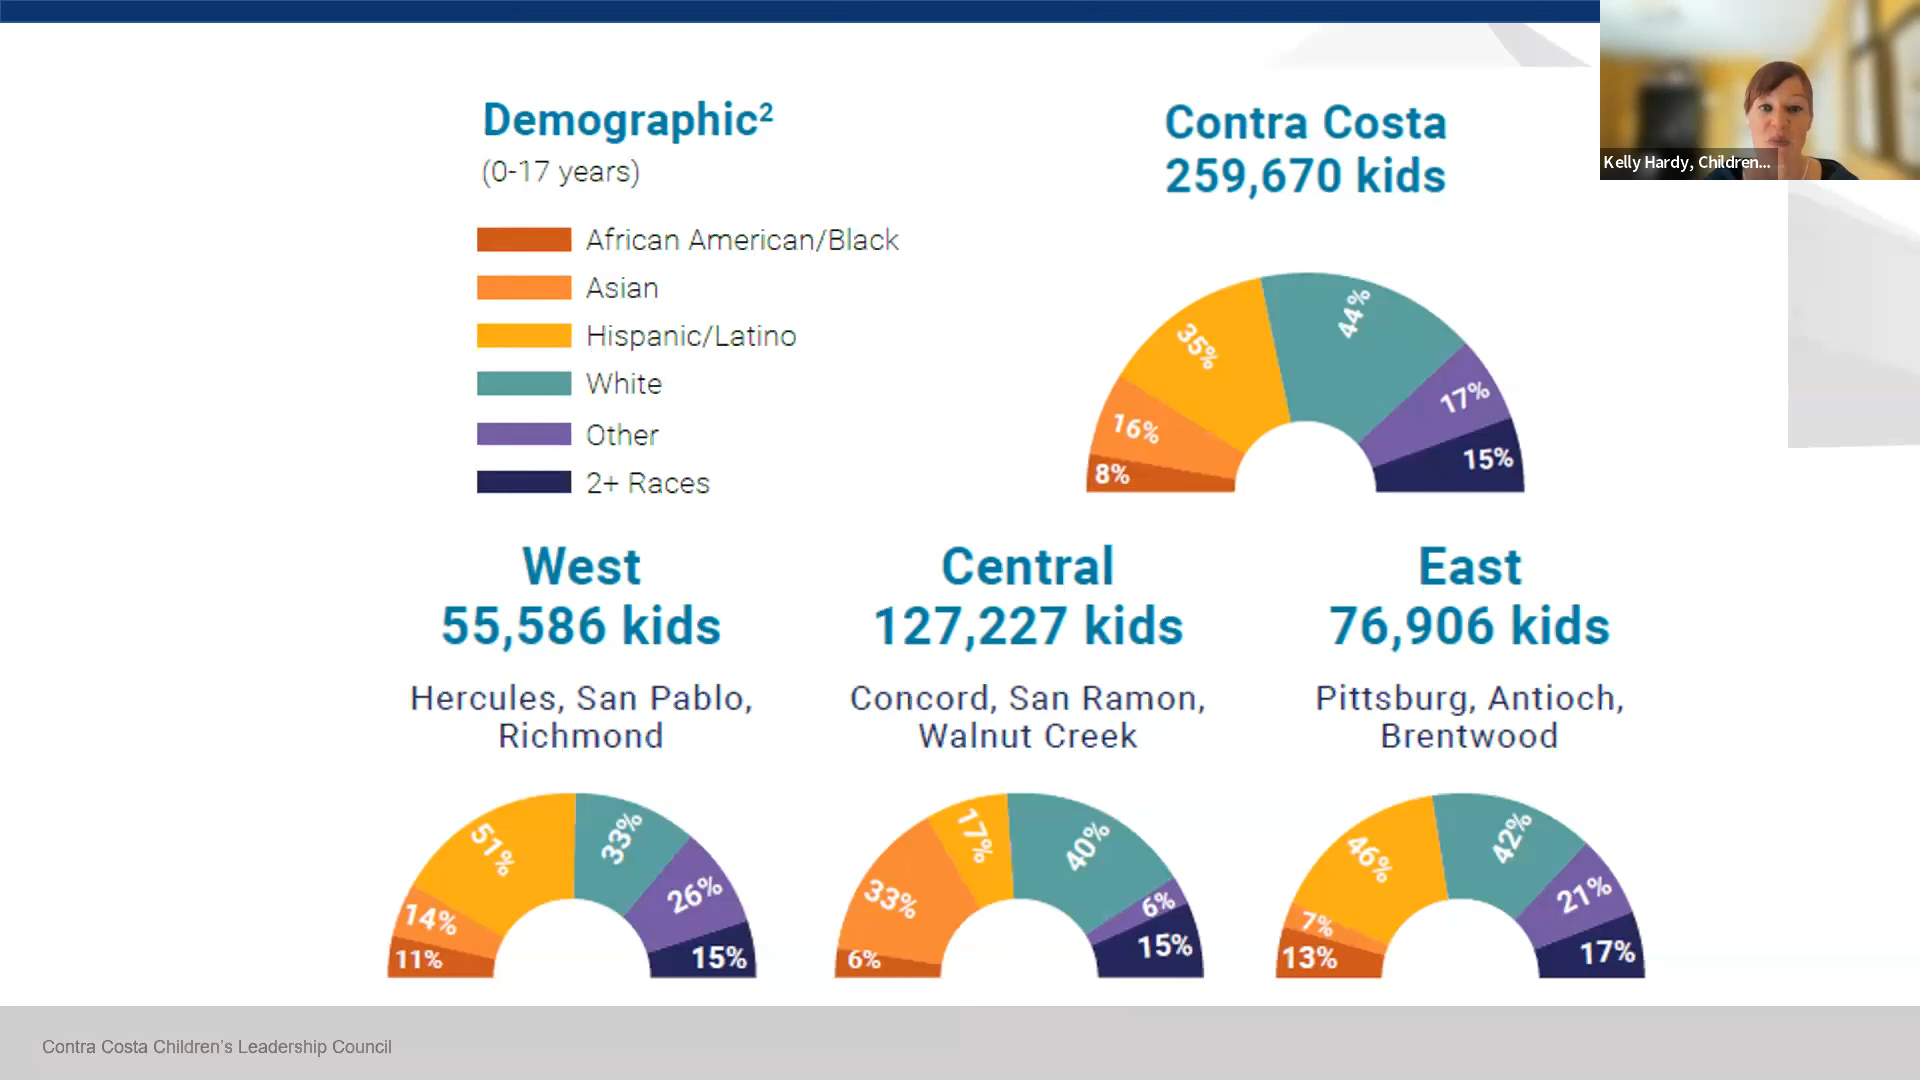 Demographic²
(0-17 years)
African American/Black
Asian
Hispanic/Latino
White
Other
2+ Races
Contra Costa
259,670 kids
8%
16%
35%
44%
17%
15%
Kelly Hardy, Children...
West
55,586 kids
Hercules, San Pablo,
Richmond
11%
14%
51%
33%
26%
15%
Central
127,227 kids
Concord, San Ramon,
Walnut Creek
6%
33%
17%
40%
6%
15%
East
76,906 kids
Pittsburg, Antioch,
Brentwood
13%
7%
46%
42%
21%
17%
Contra Costa Children's Leadership Council